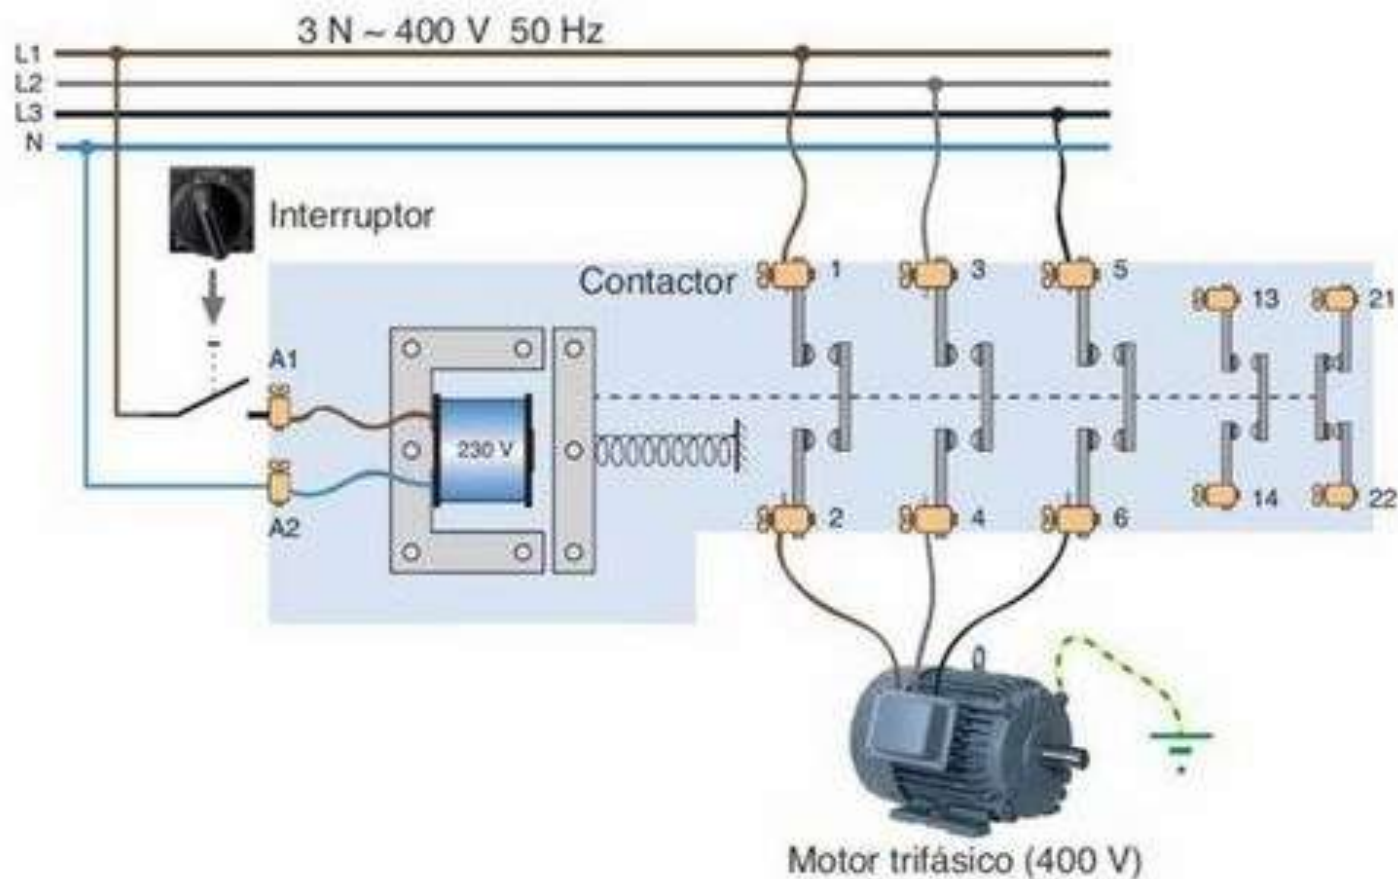 3 N ~ 400 V 50 Hz
L1
L2
L3
N
Interruptor
Contactor
1
3
5
13
21
A1
230 V
A2
2
4
6
14
22
Motor trifásico (400 V)